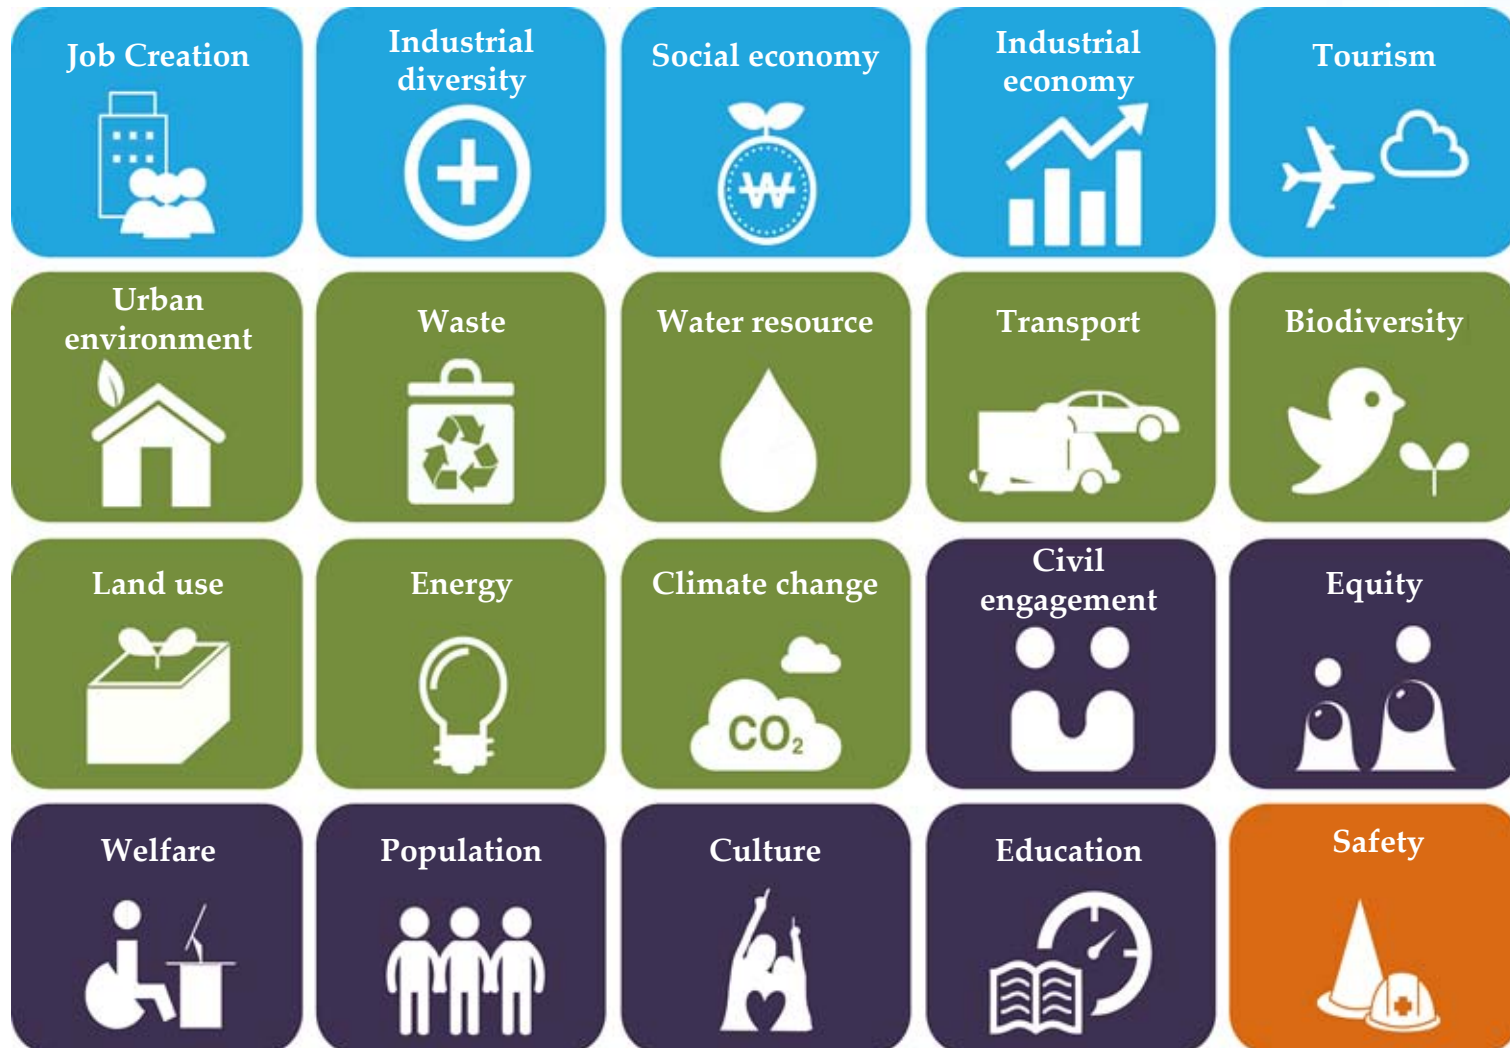 Job Creation
Industrial
diversity
Social economy
₩
Industrial
economy
Tourism
Urban
environment
Waste
Water resource
Transport
Biodiversity
Land use
Energy
Climate change
CO₂
Civil
engagement
Equity
Welfare
Population
Culture
Education
Safety